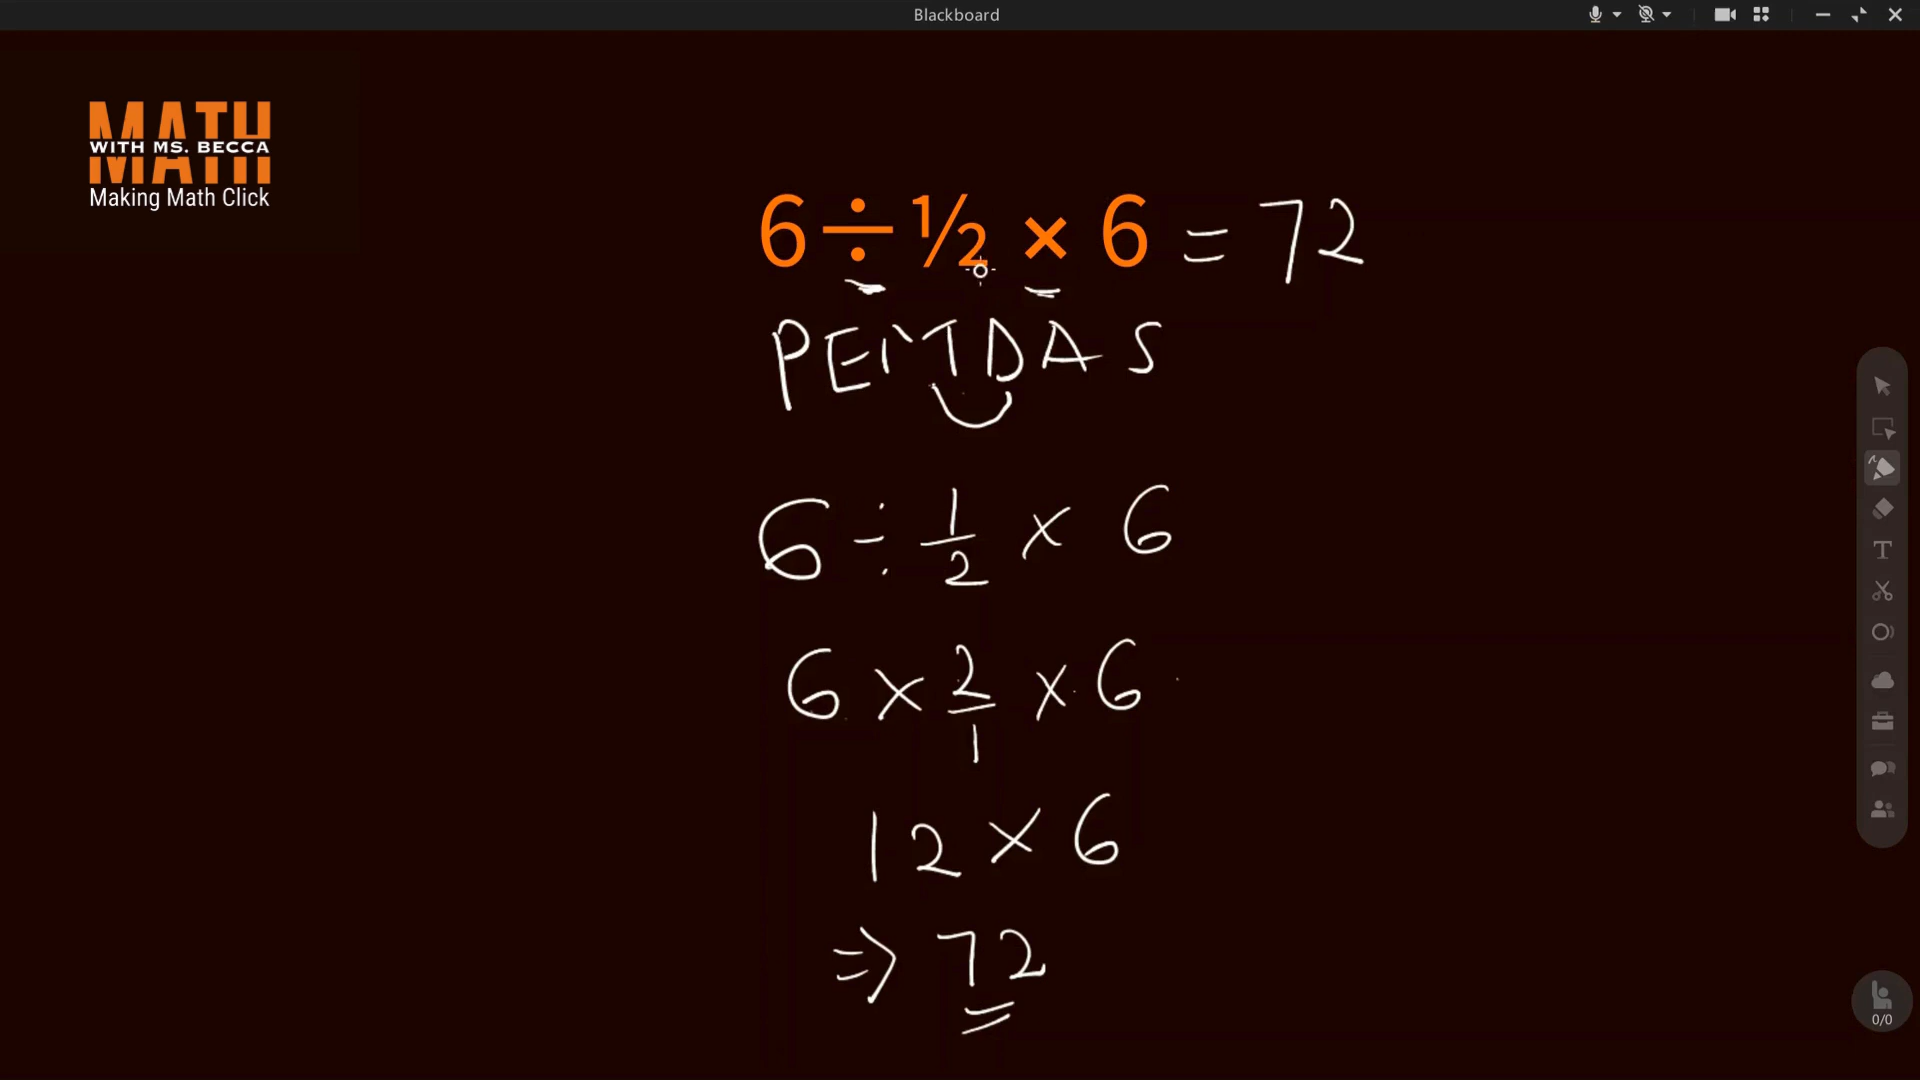 Blackboard
MATH
WITH MS. BECCA
Making Math Click
6 ÷ ½ × 6 = 72
PEMDAS
6 ÷ 1/2 × 6
6 × 2/1 × 6
12 × 6
⇒ 72
T
0/0